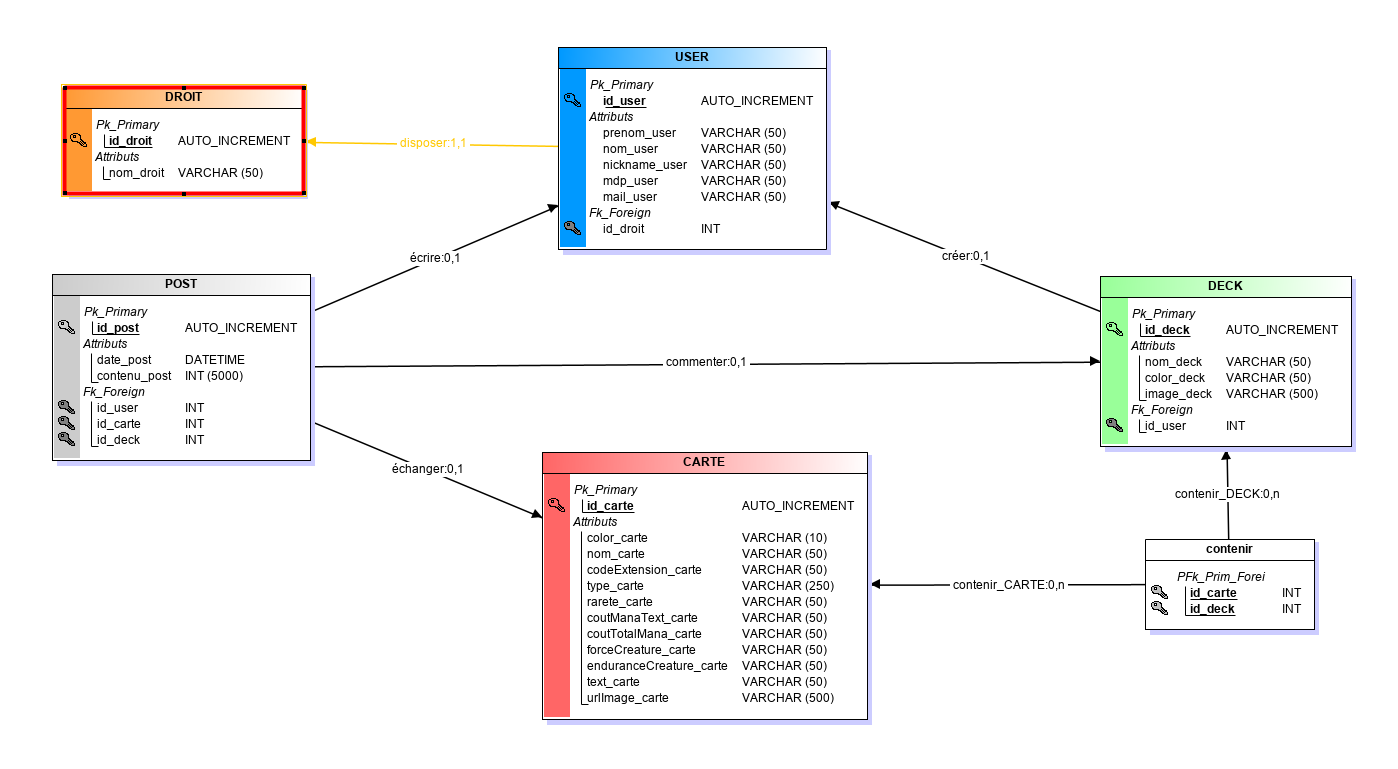 USER
Pk_Primary
id_user AUTO_INCREMENT
Attributs
prenom_user VARCHAR (50)
nom_user VARCHAR (50)
nickname_user VARCHAR (50)
mdp_user VARCHAR (50)
mail_user VARCHAR (50)
Fk_Foreign
id_droit INT
DROIT
Pk_Primary
id_droit AUTO_INCREMENT
Attributs
nom_droit VARCHAR (50)
disposer:1,1
écrire:0,1
créer:0,1
POST
Pk_Primary
id_post AUTO_INCREMENT
Attributs
date_post DATETIME
contenu_post INT (5000)
Fk_Foreign
id_user INT
id_carte INT
id_deck INT
commenter:0,1
DECK
Pk_Primary
id_deck AUTO_INCREMENT
Attributs
nom_deck VARCHAR (50)
color_deck VARCHAR (50)
image_deck VARCHAR (500)
Fk_Foreign
id_user INT
échanger:0,1
CARTE
Pk_Primary
id_carte AUTO_INCREMENT
Attributs
color_carte VARCHAR (10)
nom_carte VARCHAR (50)
codeExtension_carte VARCHAR (50)
type_carte VARCHAR (250)
rarete_carte VARCHAR (50)
coutManaText_carte VARCHAR (50)
coutTotalMana_carte VARCHAR (50)
forceCreature_carte VARCHAR (50)
enduranceCreature_carte VARCHAR (50)
text_carte VARCHAR (50)
urlImage_carte VARCHAR (500)
contenir_DECK:0,n
contenir_CARTE:0,n
contenir
PFk_Prim_Forei
id_carte INT
id_deck INT